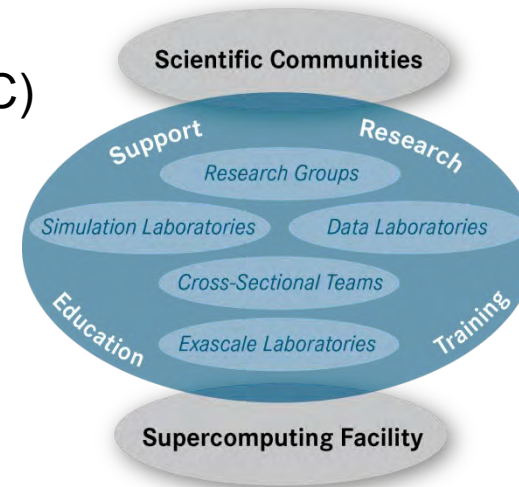 Scientific Communities
C)
Support
Research
Research Groups
Simulation Laboratories
Data Laboratories
Cross-Sectional Teams
Education
Training
Exascale Laboratories
Supercomputing Facility